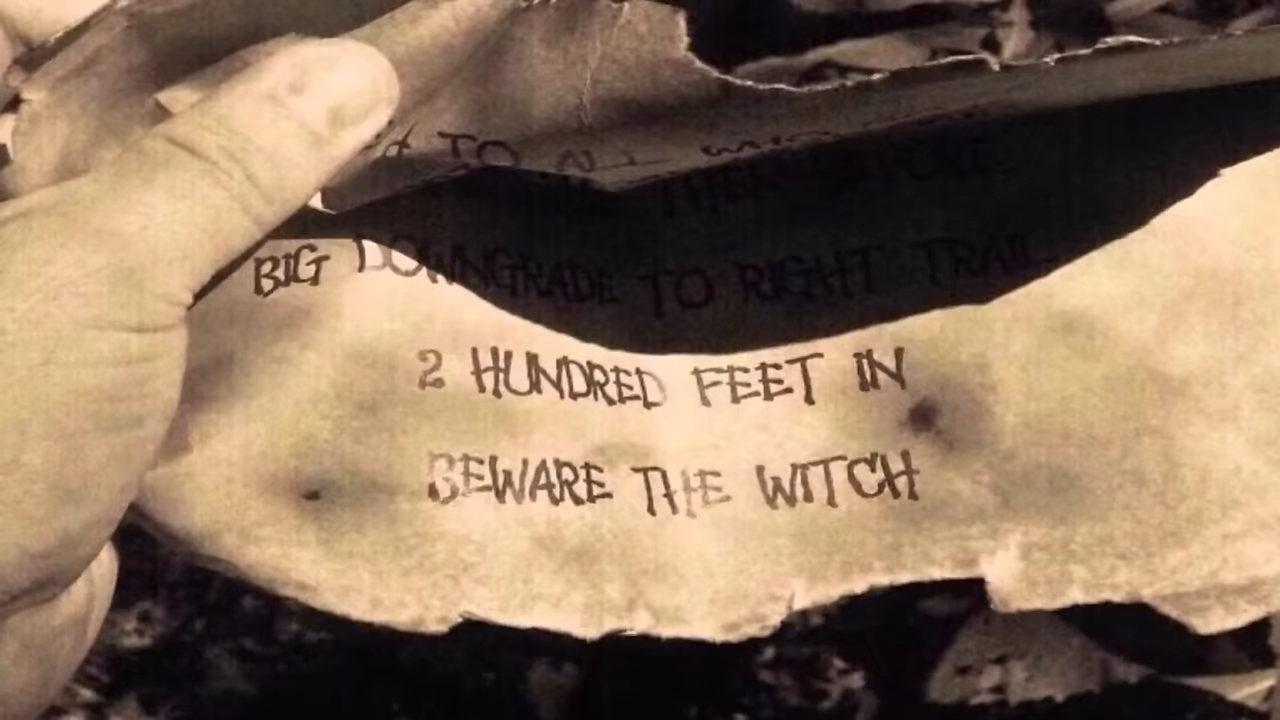 TO
BIG DOWNGRADE TO RIGHT TRAIL
2 HUNDRED FEET IN
BEWARE THE WITCH